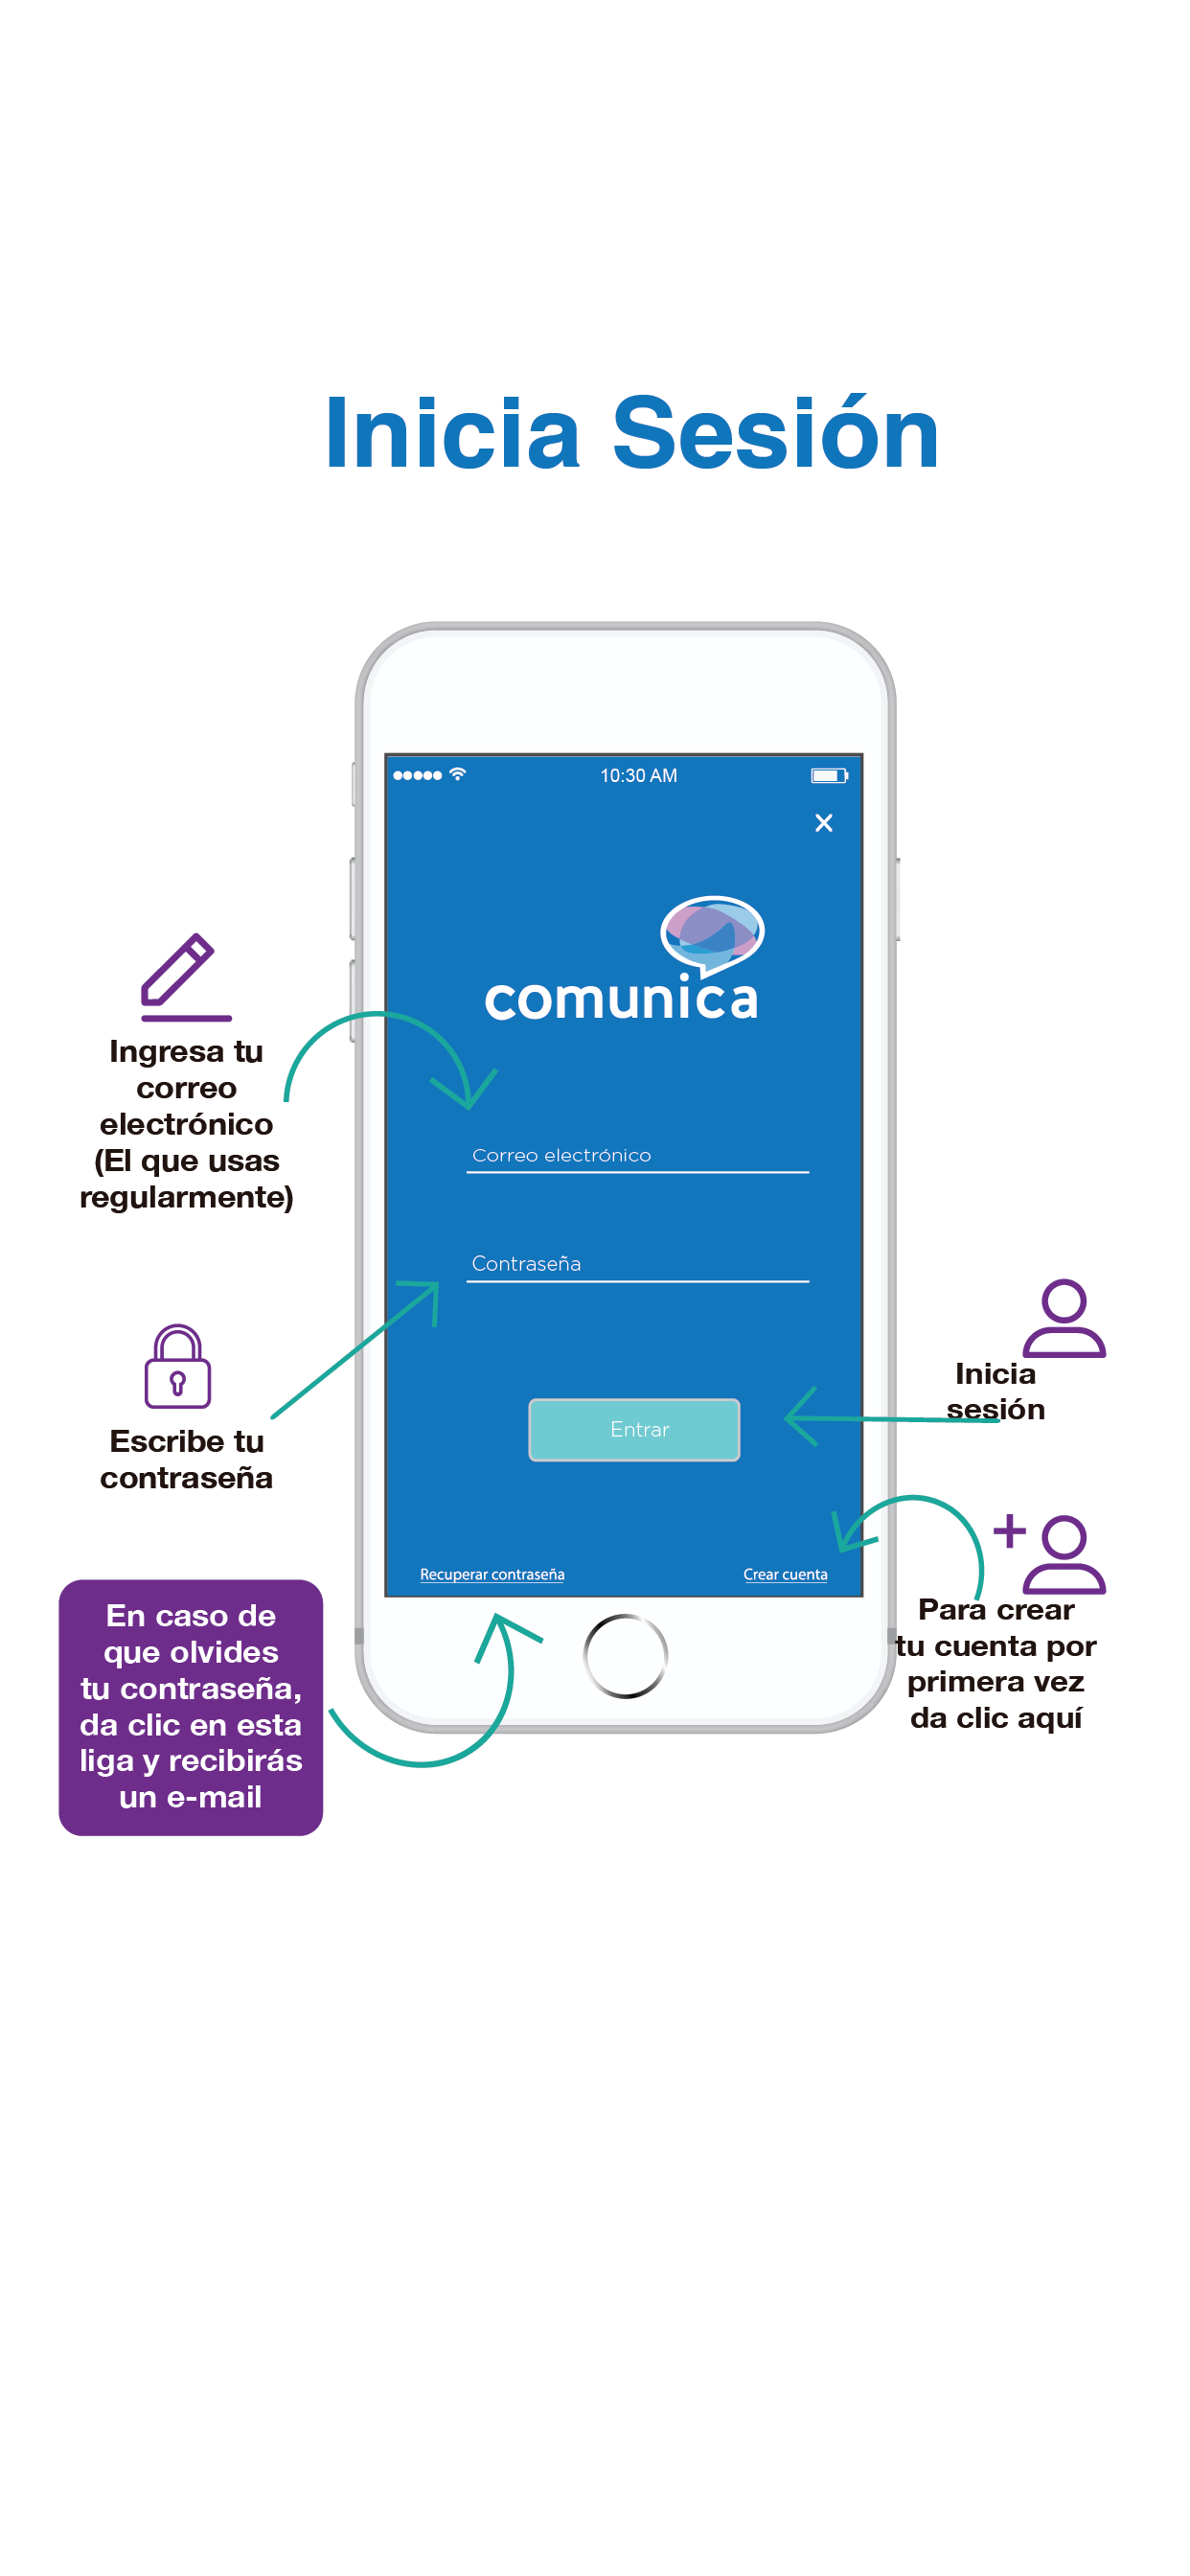 Inicia Sesión
10:30 AM
comunica
Ingresa tu
correo
electrónico
(El que usas
regularmente)
Correo electrónico
Contraseña
Escribe tu
contraseña
Inicia
sesión
Entrar
Recuperar contraseña
Crear cuenta
Para crear
tu cuenta por
primera vez
da clic aquí
En caso de
que olvides
tu contraseña,
da clic en esta
liga y recibirás
un e-mail